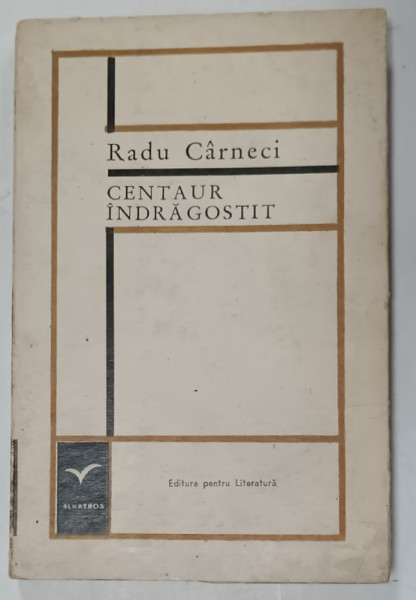 Radu Cârneci
CENTAUR
ÎNDRĂGOSTIT
Editura pentru Literatură
ALBATROS